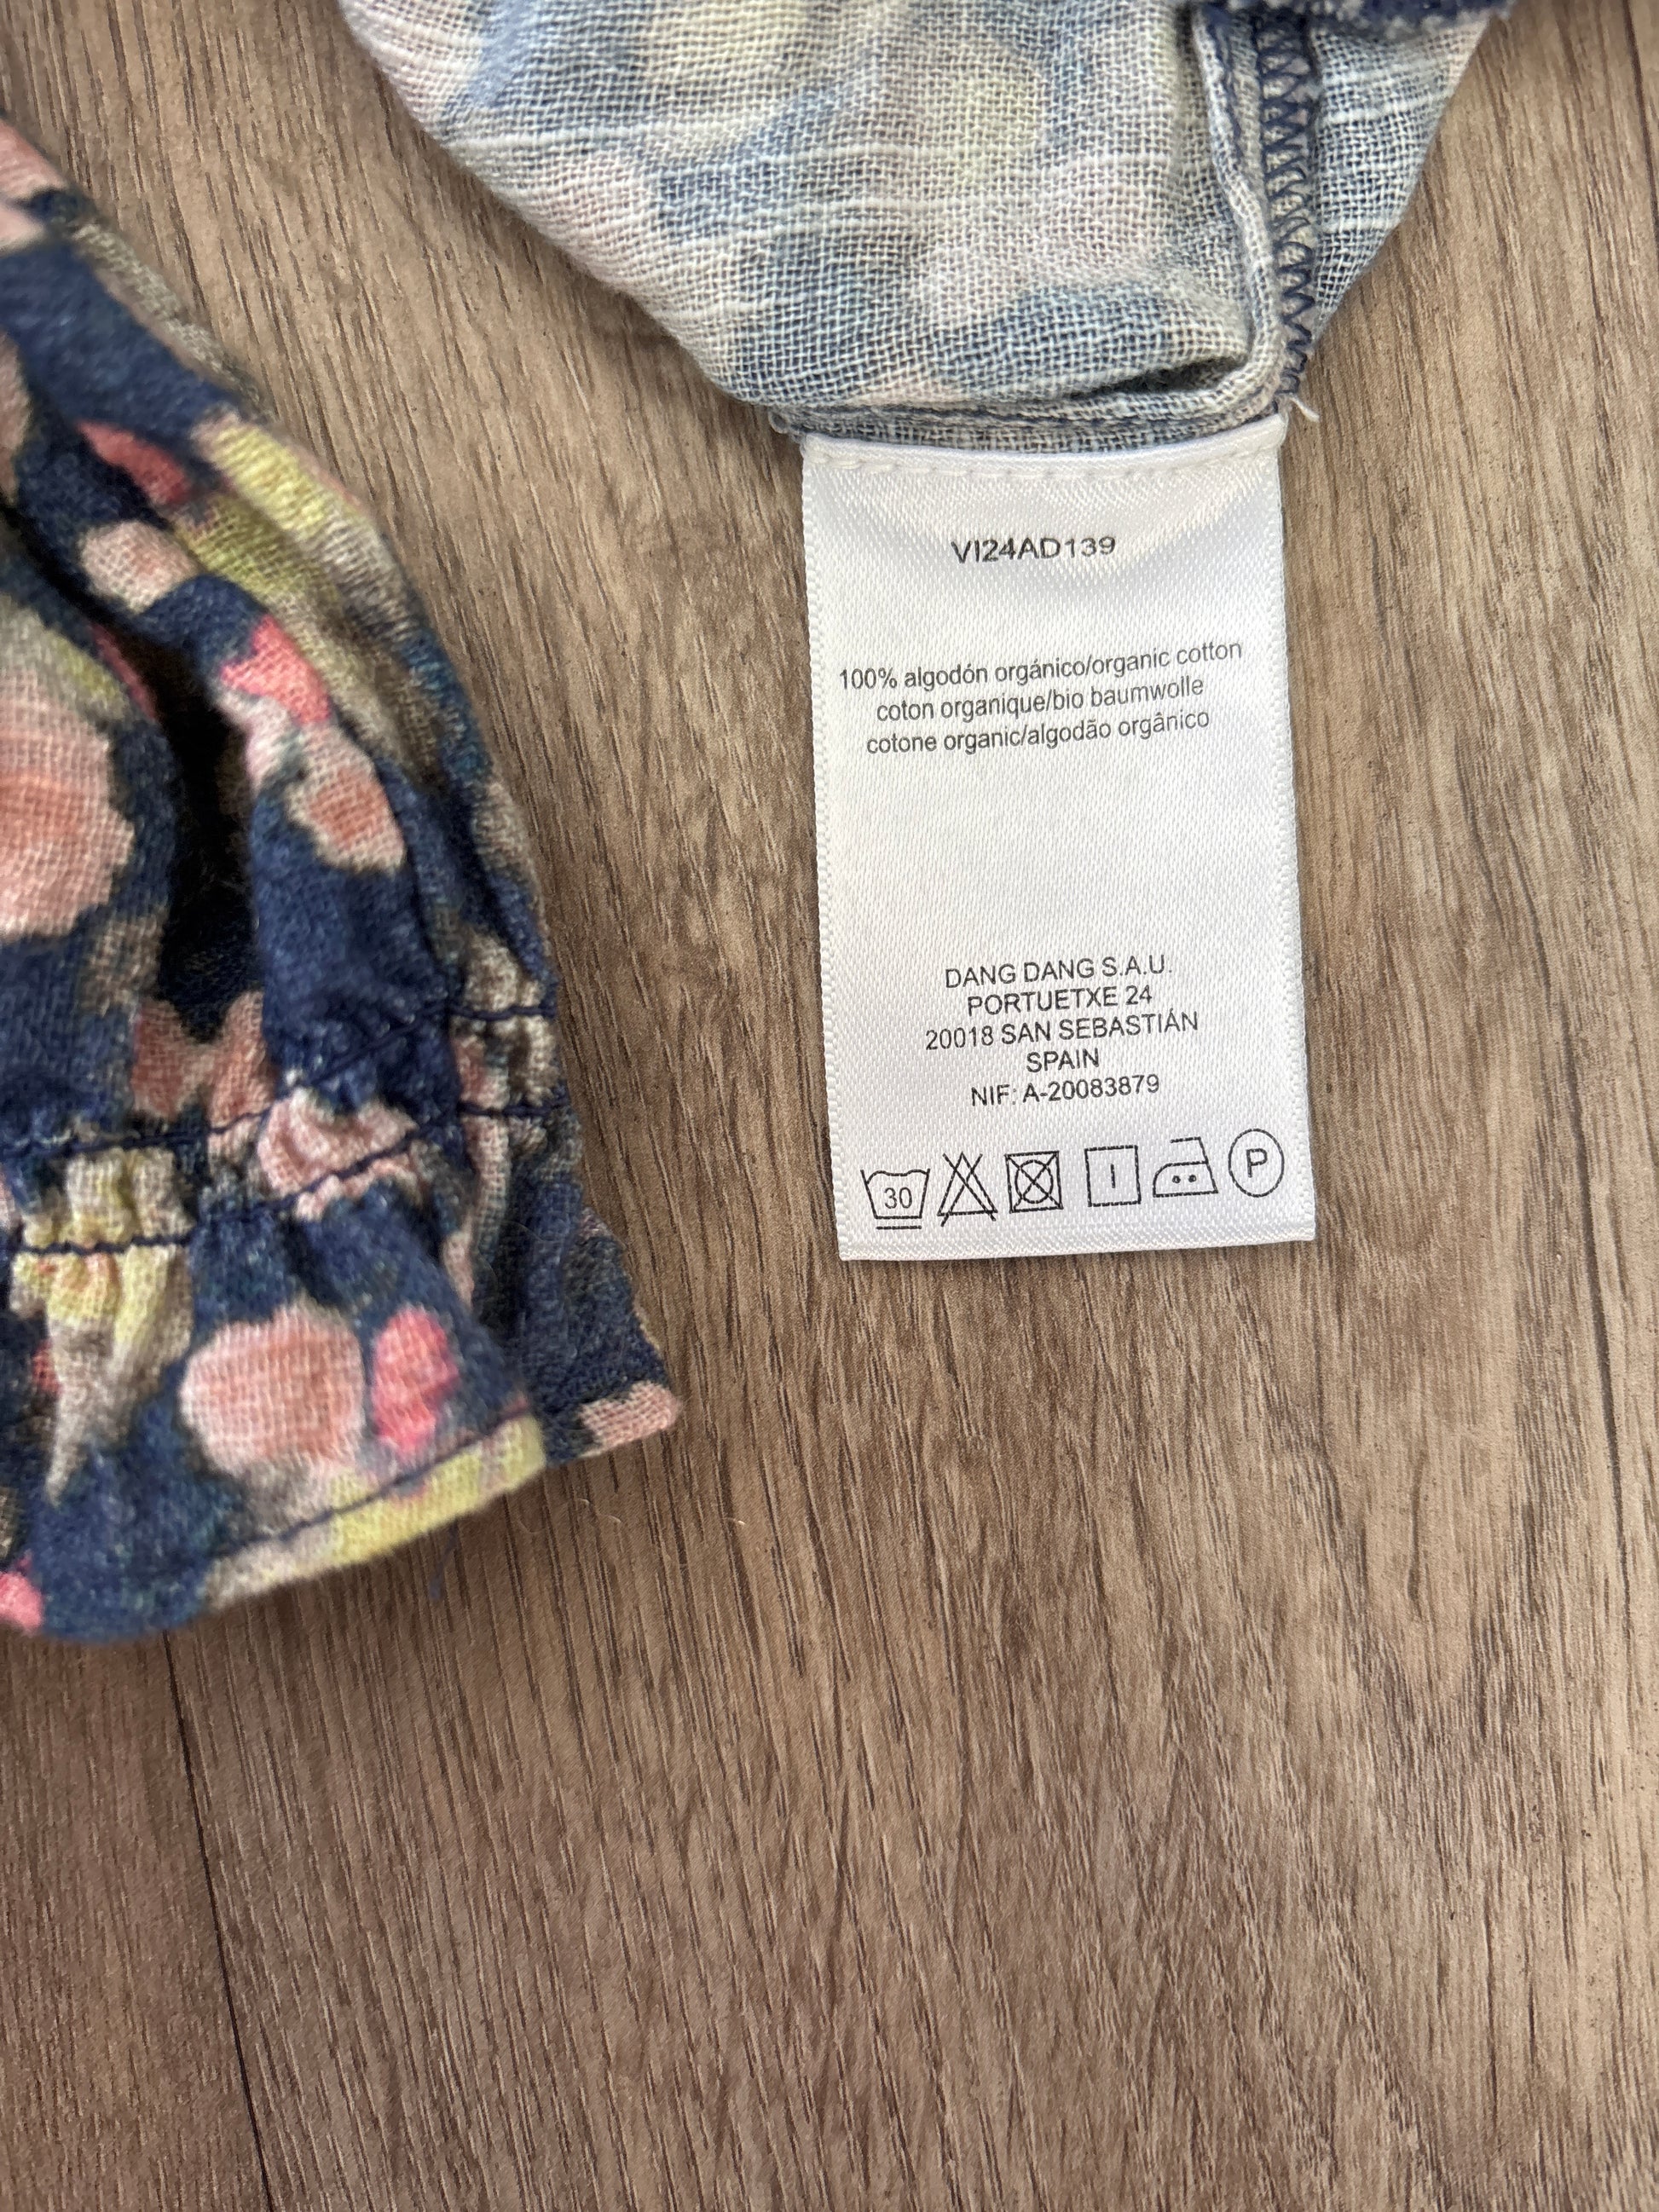 VI24AD139
100% algodón orgánico/organic cotton
coton organique/bio baumwolle
cotone organic/algodão orgânico
DANG DANG S.A.U.
PORTUETXE 24
20018 SAN SEBASTIÁN
SPAIN
NIF: A-20083879
30 P